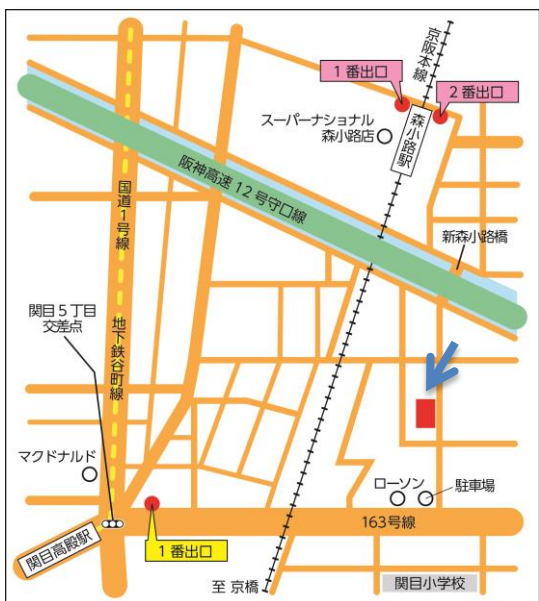 京阪本線
1番出口
2番出口
スーパーナショナル
森小路店
森小路駅
阪神高速12号守口線
国道1号線
新森小路橋
関目5丁目
交差点
地下鉄谷町線
マクドナルド
ローソン
駐車場
163号線
関目高殿駅
1番出口
至 京橋
関目小学校